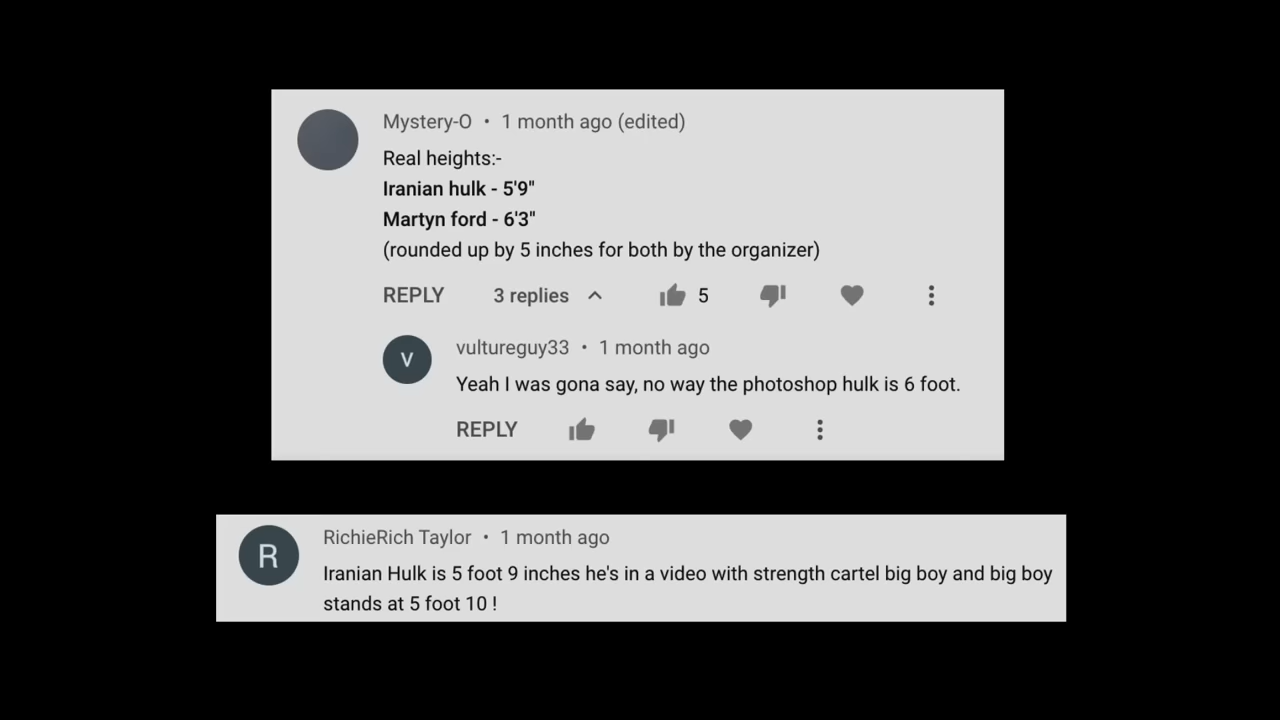 Mystery-O • 1 month ago (edited)
Real heights:-
Iranian hulk - 5'9"
Martyn ford - 6'3"
(rounded up by 5 inches for both by the organizer)
REPLY 3 replies 5
V
vultureguy33 • 1 month ago
Yeah I was gona say, no way the photoshop hulk is 6 foot.
REPLY
R
RichieRich Taylor • 1 month ago
Iranian Hulk is 5 foot 9 inches he's in a video with strength cartel big boy and big boy
stands at 5 foot 10 !